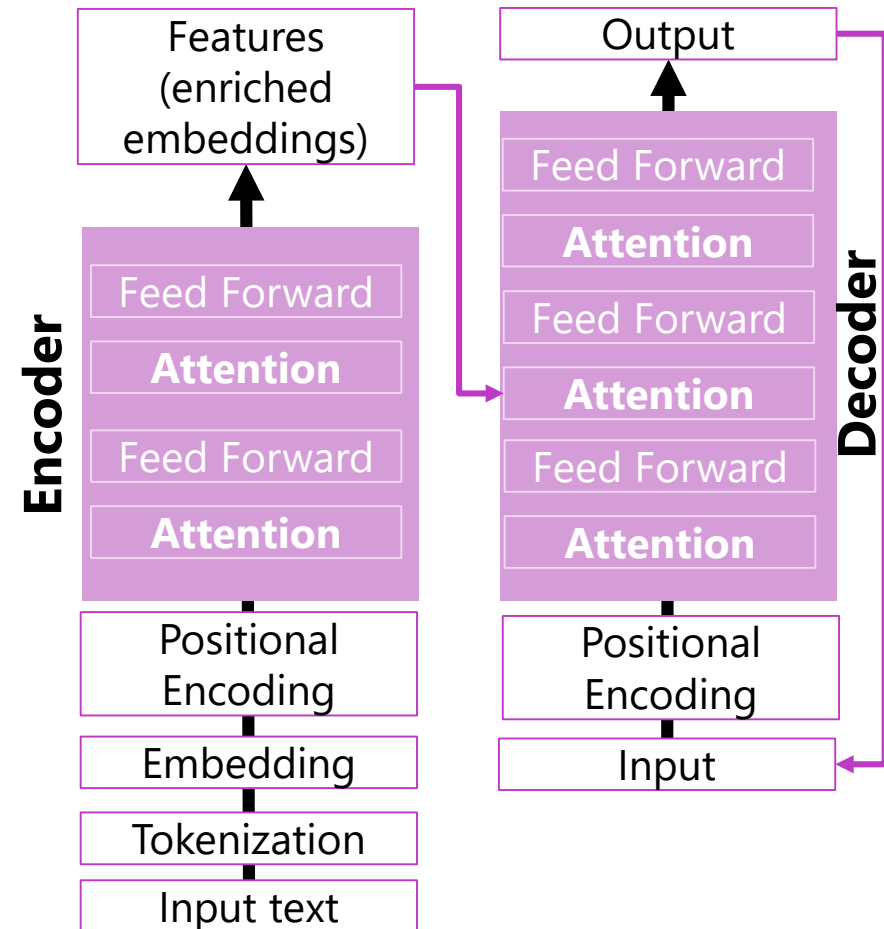 Features
(enriched
embeddings)
Encoder
Feed Forward
Attention
Feed Forward
Attention
Positional
Encoding
Embedding
Tokenization
Input text
Output
Decoder
Feed Forward
Attention
Feed Forward
Attention
Feed Forward
Attention
Positional
Encoding
Input